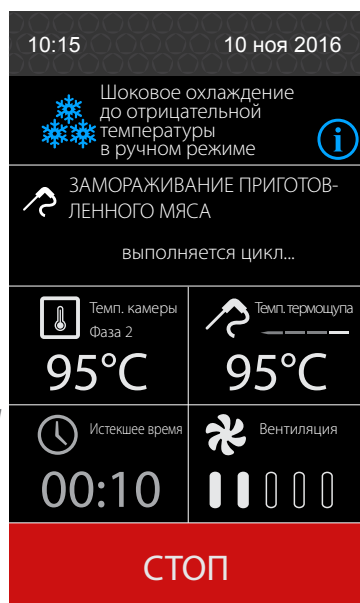 10:15 10 ноя 2016
Шоковое охлаждение
до отрицательной
температуры
в ручном режиме
i
ЗАМОРАЖИВАНИЕ ПРИГОТОВ-
ЛЕННОГО МЯСА
выполняется цикл...
Темп. камеры
Фаза 2
95°C
Темп. термощупа
95°C
Истекшее время
00:10
Вентиляция
СТОП